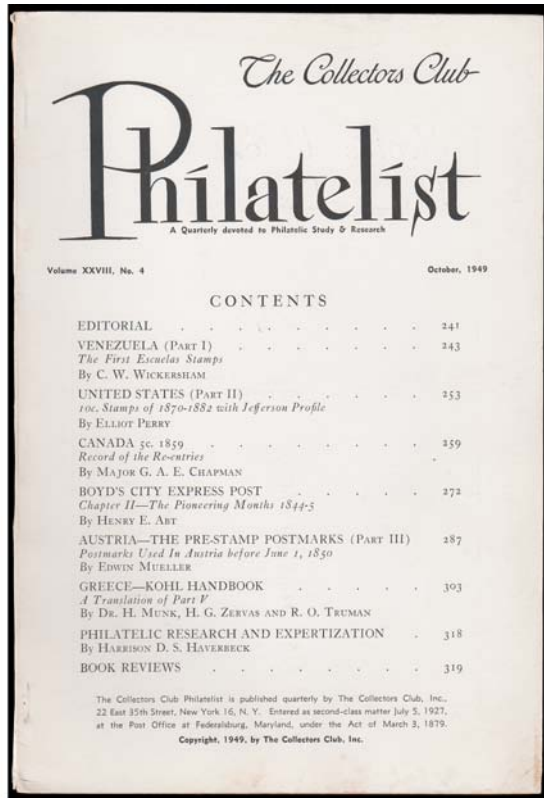 The Collectors Club
Philatelist
A Quarterly devoted to Philatelic Study & Research
Volume XXVIII, No. 4 October, 1949
CONTENTS
EDITORIAL . . . . . . . . . 241
VENEZUELA (Part I) . . . . . . . 243
The First Escuelas Stamps
By C. W. Wickersham
UNITED STATES (Part II) . . . . . . 253
10c. Stamps of 1870-1882 with Jefferson Profile
By Elliot Perry
CANADA 5c. 1859 . . . . . . . . 259
Record of the Re-entries
By Major G. A. E. Chapman
BOYD'S CITY EXPRESS POST . . . . . 272
Chapter II—The Pioneering Months 1844-5
By Henry E. Abt
AUSTRIA—THE PRE-STAMP POSTMARKS (Part III) 287
Postmarks Used In Austria before June 1, 1850
By Edwin Mueller
GREECE—KOHL HANDBOOK . . . . . 303
A Translation of Part V
By Dr. H. Munk, H. G. Zervas and R. O. Truman
PHILATELIC RESEARCH AND EXPERTIZATION . 318
By Harrison D. S. Haverbeck
BOOK REVIEWS . . . . . . . . 319
The Collectors Club Philatelist is published quarterly by The Collectors Club, Inc.,
22 East 35th Street, New York 16, N. Y. Entered as second-class matter July 5, 1927,
at the Post Office at Federalsburg, Maryland, under the Act of March 3, 1879.
Copyright, 1949, by The Collectors Club, Inc.